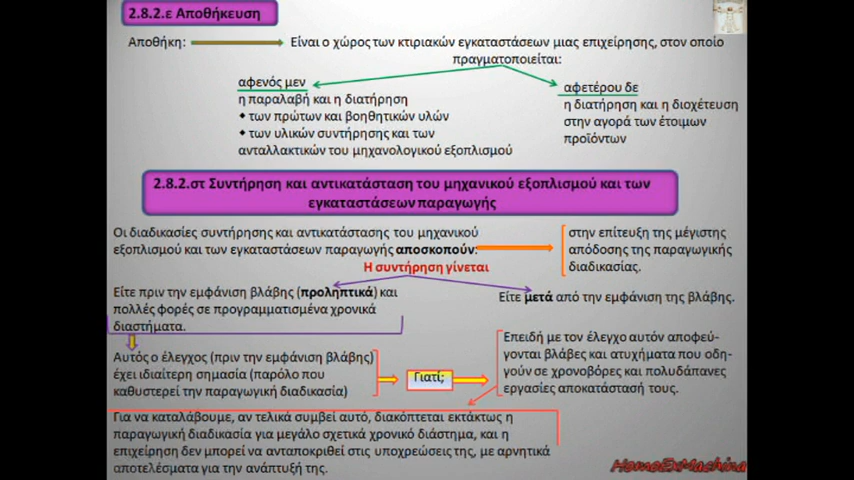 2.8.2.ε Αποθήκευση
Αποθήκη:
Είναι ο χώρος των κτιριακών εγκαταστάσεων μιας επιχείρησης, στον οποίο
πραγματοποιείται:
αφενός μεν
η παραλαβή και η διατήρηση
◆ των πρώτων και βοηθητικών υλών
◆ των υλικών συντήρησης και των
ανταλλακτικών του μηχανολογικού εξοπλισμού
αφετέρου δε
η διατήρηση και η διοχέτευση
στην αγορά των έτοιμων
προϊόντων
2.8.2.στ Συντήρηση και αντικατάσταση του μηχανικού εξοπλισμού και των
εγκαταστάσεων παραγωγής
Οι διαδικασίες συντήρησης και αντικατάστασης του μηχανικού
εξοπλισμού και των εγκαταστάσεων παραγωγής αποσκοπούν:
στην επίτευξη της μέγιστης
απόδοσης της παραγωγικής
διαδικασίας.
Η συντήρηση γίνεται
Είτε πριν την εμφάνιση βλάβης (προληπτικά) και
πολλές φορές σε προγραμματισμένα χρονικά
διαστήματα.
Είτε μετά από την εμφάνιση της βλάβης.
Αυτός ο έλεγχος (πριν την εμφάνιση βλάβης)
έχει ιδιαίτερη σημασία (παρόλο που
καθυστερεί την παραγωγική διαδικασία)
Γιατί;
Επειδή με τον έλεγχο αυτόν αποφεύ-
γονται βλάβες και ατυχήματα που οδη-
γούν σε χρονοβόρες και πολυδάπανες
εργασίες αποκατάστασή τους.
Για να καταλάβουμε, αν τελικά συμβεί αυτό, διακόπτεται εκτάκτως η
παραγωγική διαδικασία για μεγάλο σχετικά χρονικό διάστημα, και η
επιχείρηση δεν μπορεί να ανταποκριθεί στις υποχρεώσεις της, με αρνητικά
αποτελέσματα για την ανάπτυξή της.
HomoExMachina